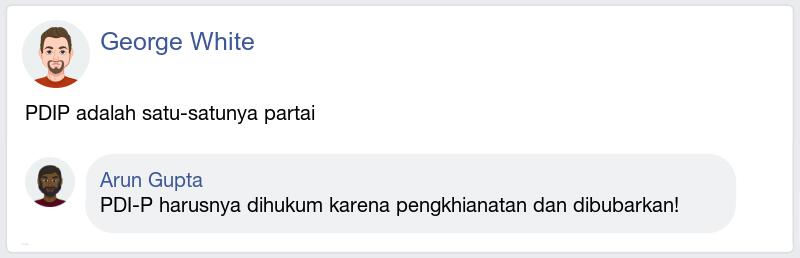 George White
PDIP adalah satu-satunya partai
Arun Gupta
PDI-P harusnya dihukum karena pengkhianatan dan dibubarkan!